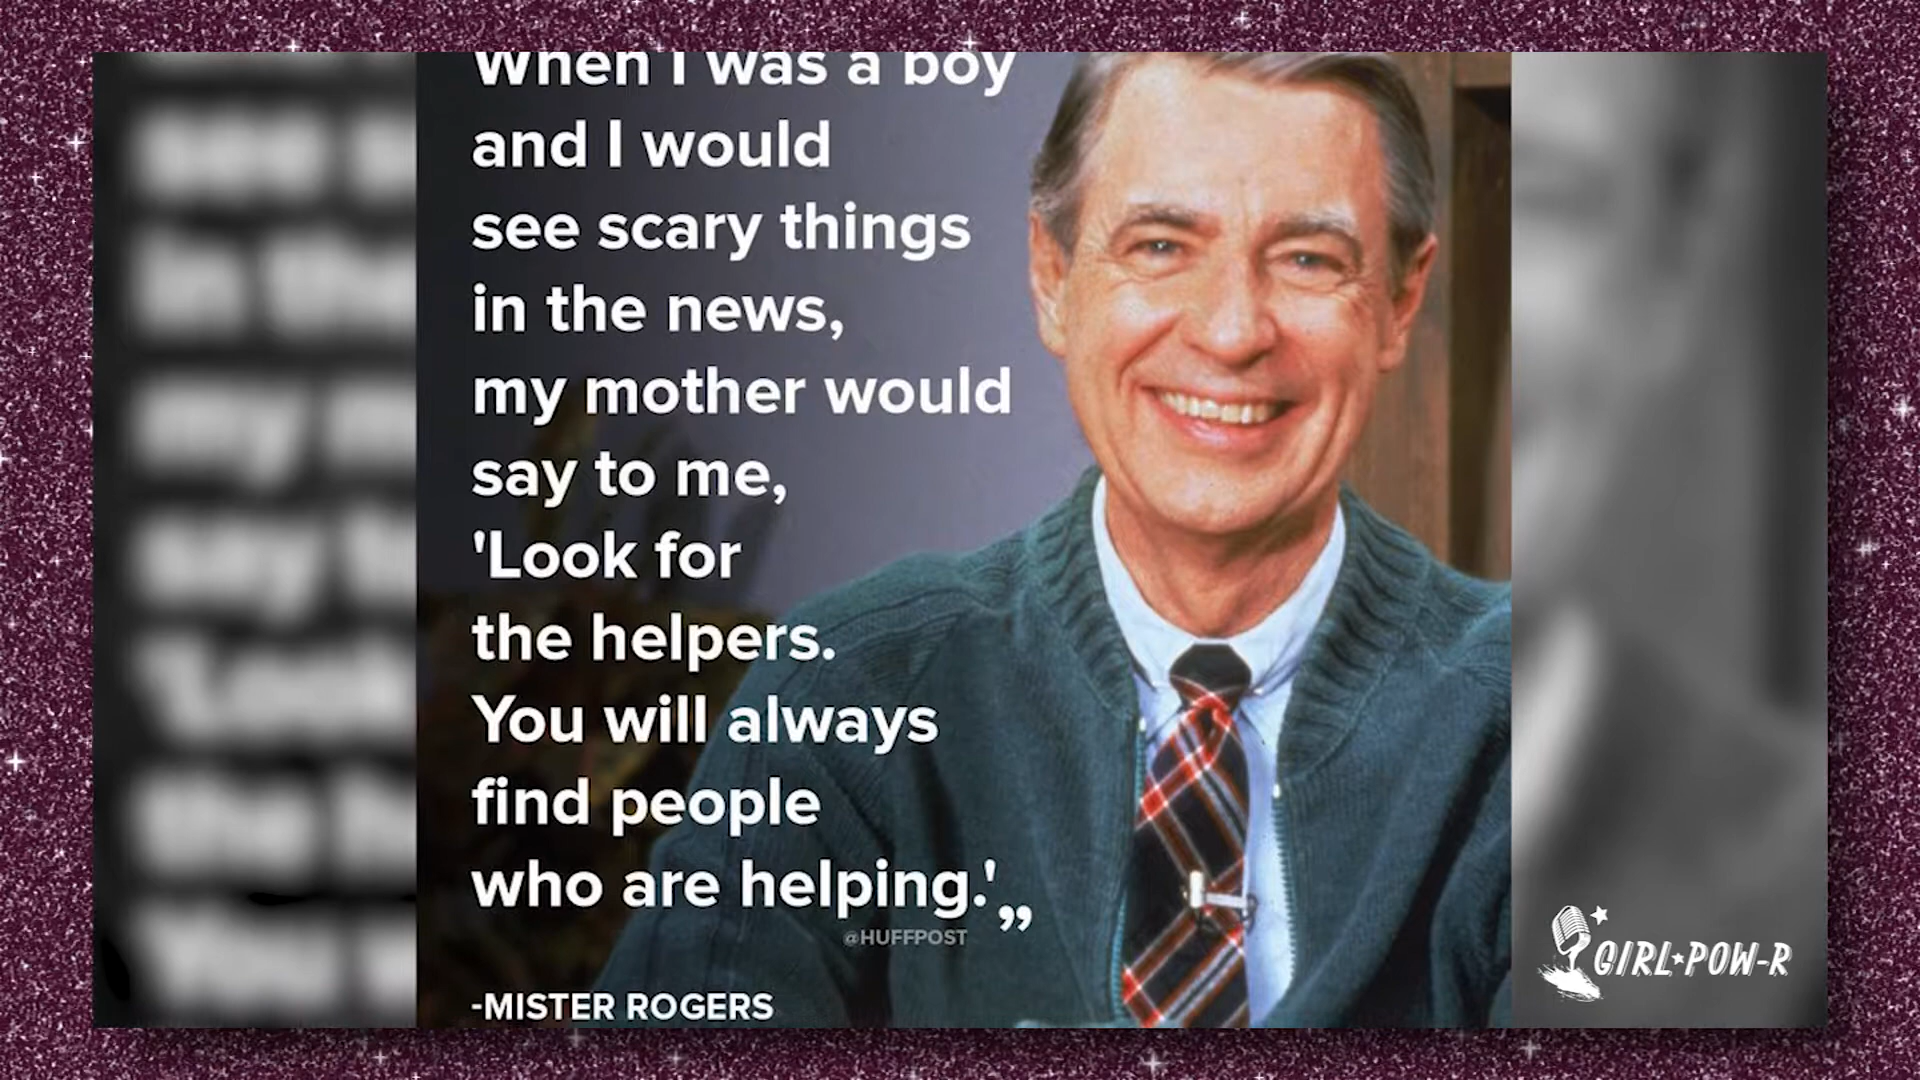 When I was a boy
and I would
see scary things
in the news,
my mother would
say to me,
'Look for
the helpers.
You will always
find people
who are helping.'”
@HUFFPOST
-MISTER ROGERS
GIRL★POW-R